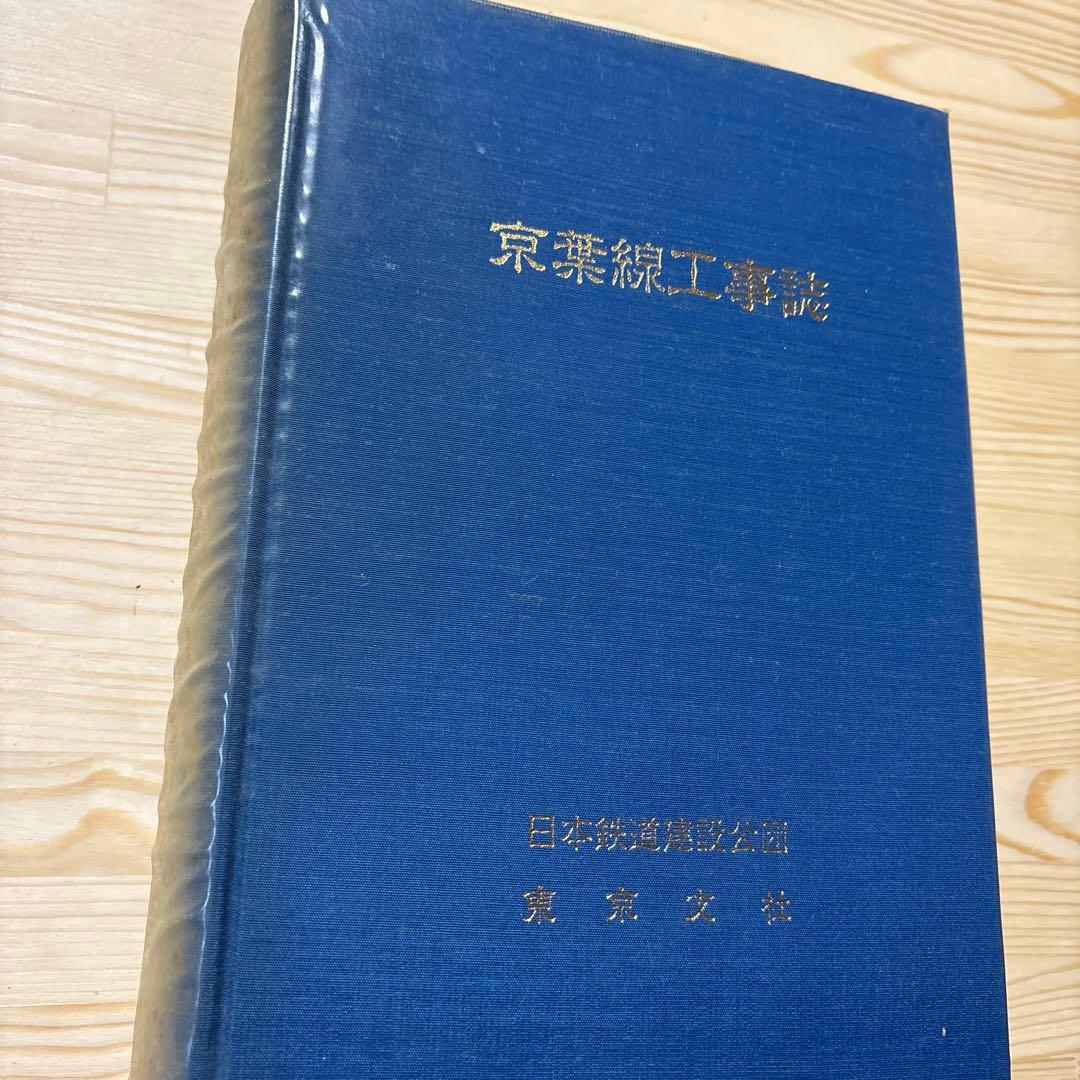 京葉線工事誌
日本鉄道建設公団
東京文社